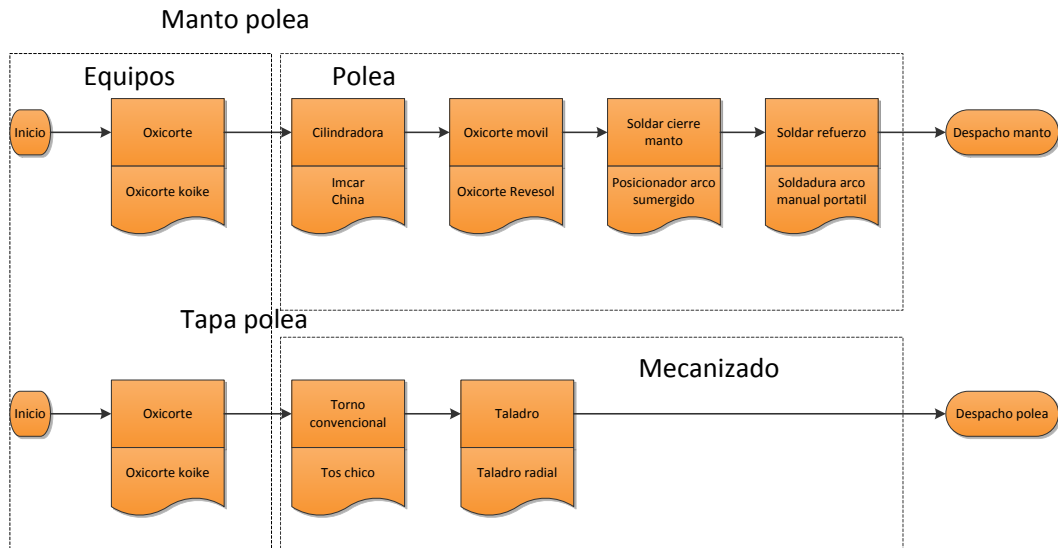 Manto polea
Equipos
Polea
Inicio
Oxicorte
Oxicorte koike
Cilindradora
Imcar
China
Oxicorte movil
Oxicorte Revesol
Soldar cierre
manto
Posicionador arco
sumergido
Soldar refuerzo
Soldadura arco
manual portatil
Despacho manto
Tapa polea
Mecanizado
Inicio
Oxicorte
Oxicorte koike
Torno
convencional
Tos chico
Taladro
Taladro radial
Despacho polea